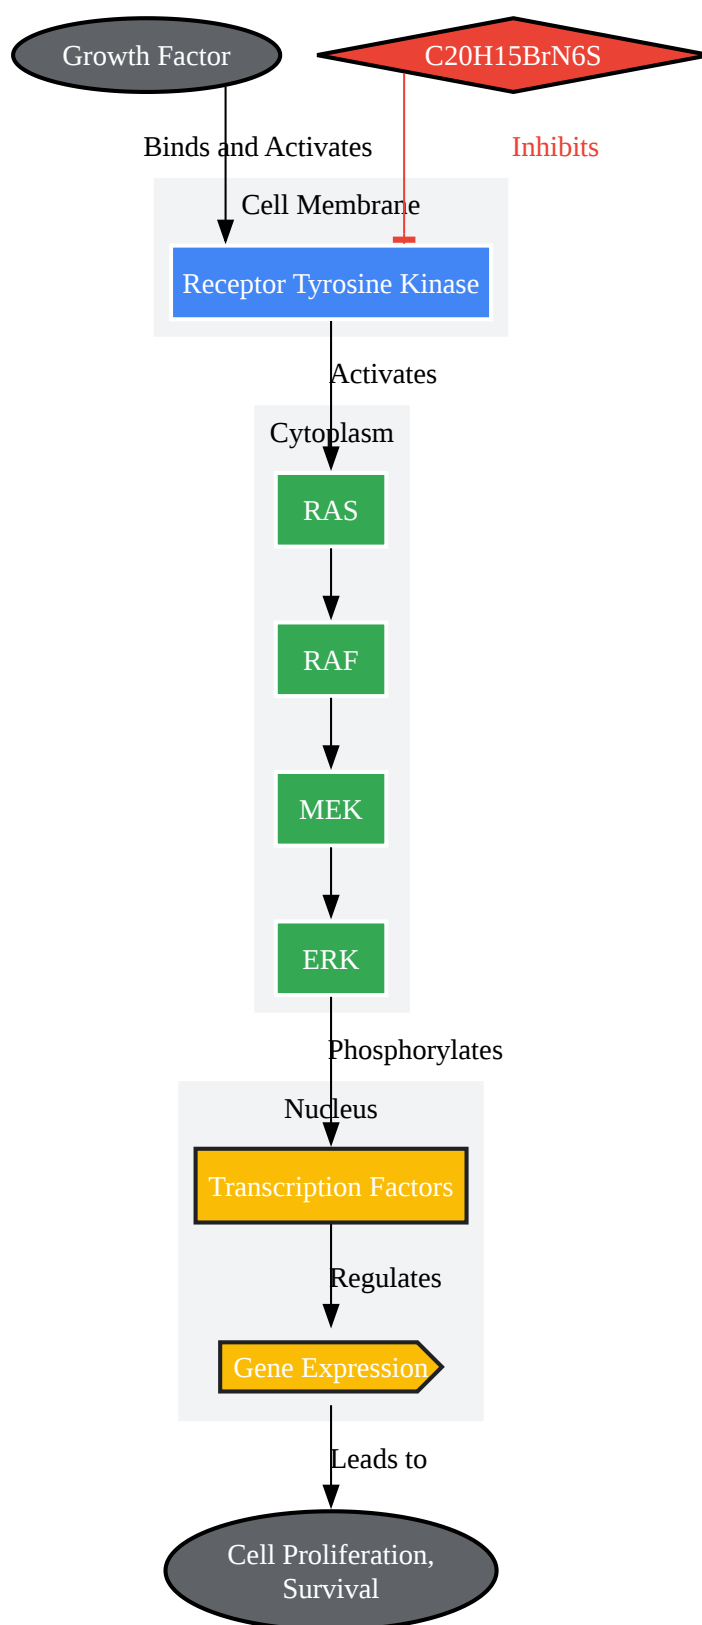 Growth Factor
C20H15BrN6S
Binds and Activates
Inhibits
Cell Membrane
Receptor Tyrosine Kinase
Activates
Cytoplasm
RAS
RAF
MEK
ERK
Phosphorylates
Nucleus
Transcription Factors
Regulates
Gene Expression
Leads to
Cell Proliferation,
Survival